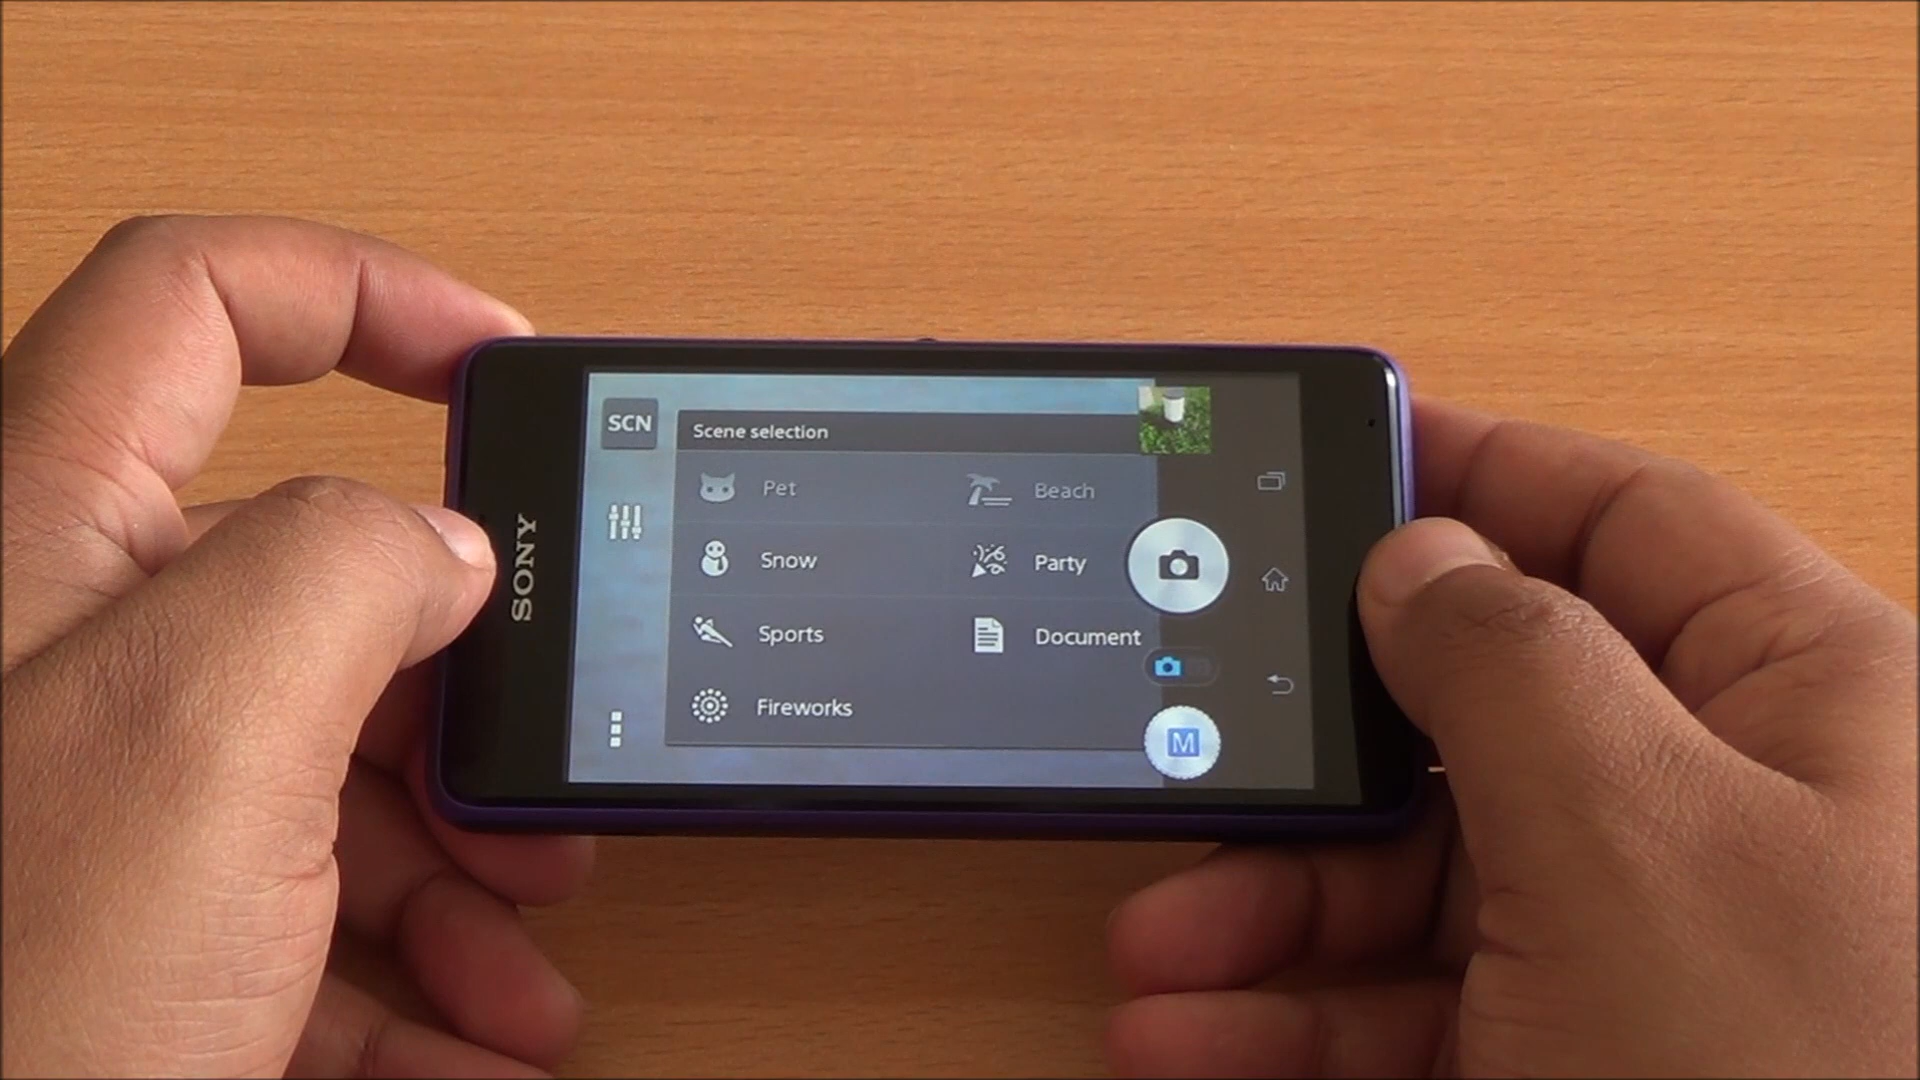 SONY
SCN
Scene selection
Pet
Beach
Snow
Party
Sports
Document
Fireworks
M